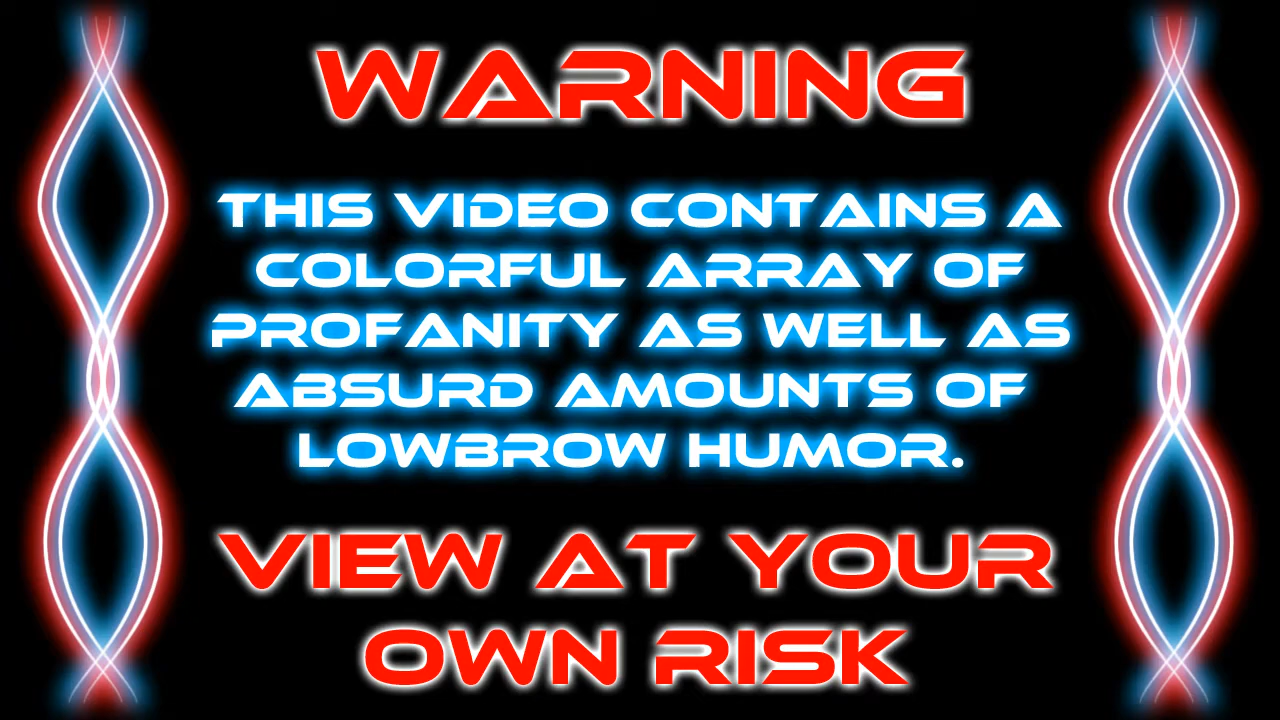 WARNING
THIS VIDEO CONTAINS A
COLORFUL ARRAY OF
PROFANITY AS WELL AS
ABSURD AMOUNTS OF
LOWBROW HUMOR.
VIEW AT YOUR
OWN RISK